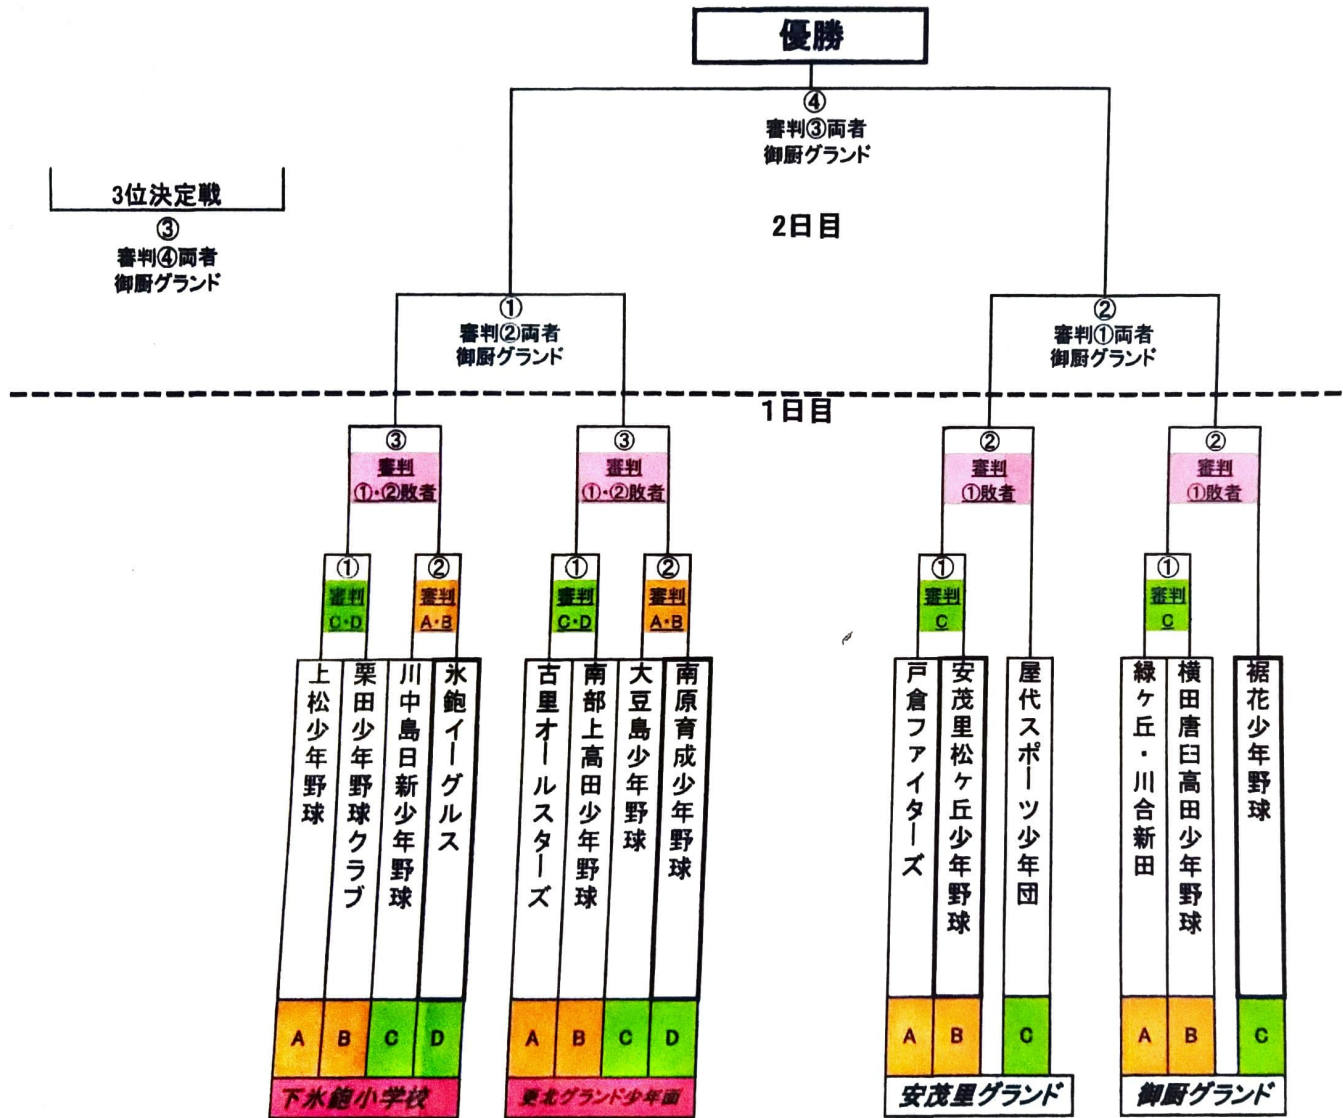 優勝
④
審判③両者
御厨グランド
3位決定戦
③
審判④両者
御厨グランド
2日目
①
審判②両者
御厨グランド
②
審判①両者
御厨グランド
1日目
③
審判
①・②敗者
③
審判
①・②敗者
②
審判
①敗者
②
審判
①敗者
①
審判
C・D
②
審判
A・B
①
審判
C・D
②
審判
A・B
①
審判
C
①
審判
C
上松少年野球
栗田少年野球クラブ
川中島日新少年野球
氷鉋イーグルス
古里オールスターズ
南部上高田少年野球
大豆島少年野球
南原育成少年野球
戸倉ファイターズ
安茂里松ヶ丘少年野球
屋代スポーツ少年団
緑ヶ丘・川合新田
横田唐臼高田少年野球
裾花少年野球
A B C D
A B C D
A B C
A B C
下氷鉋小学校
更北グランド少年面
安茂里グランド
御厨グランド